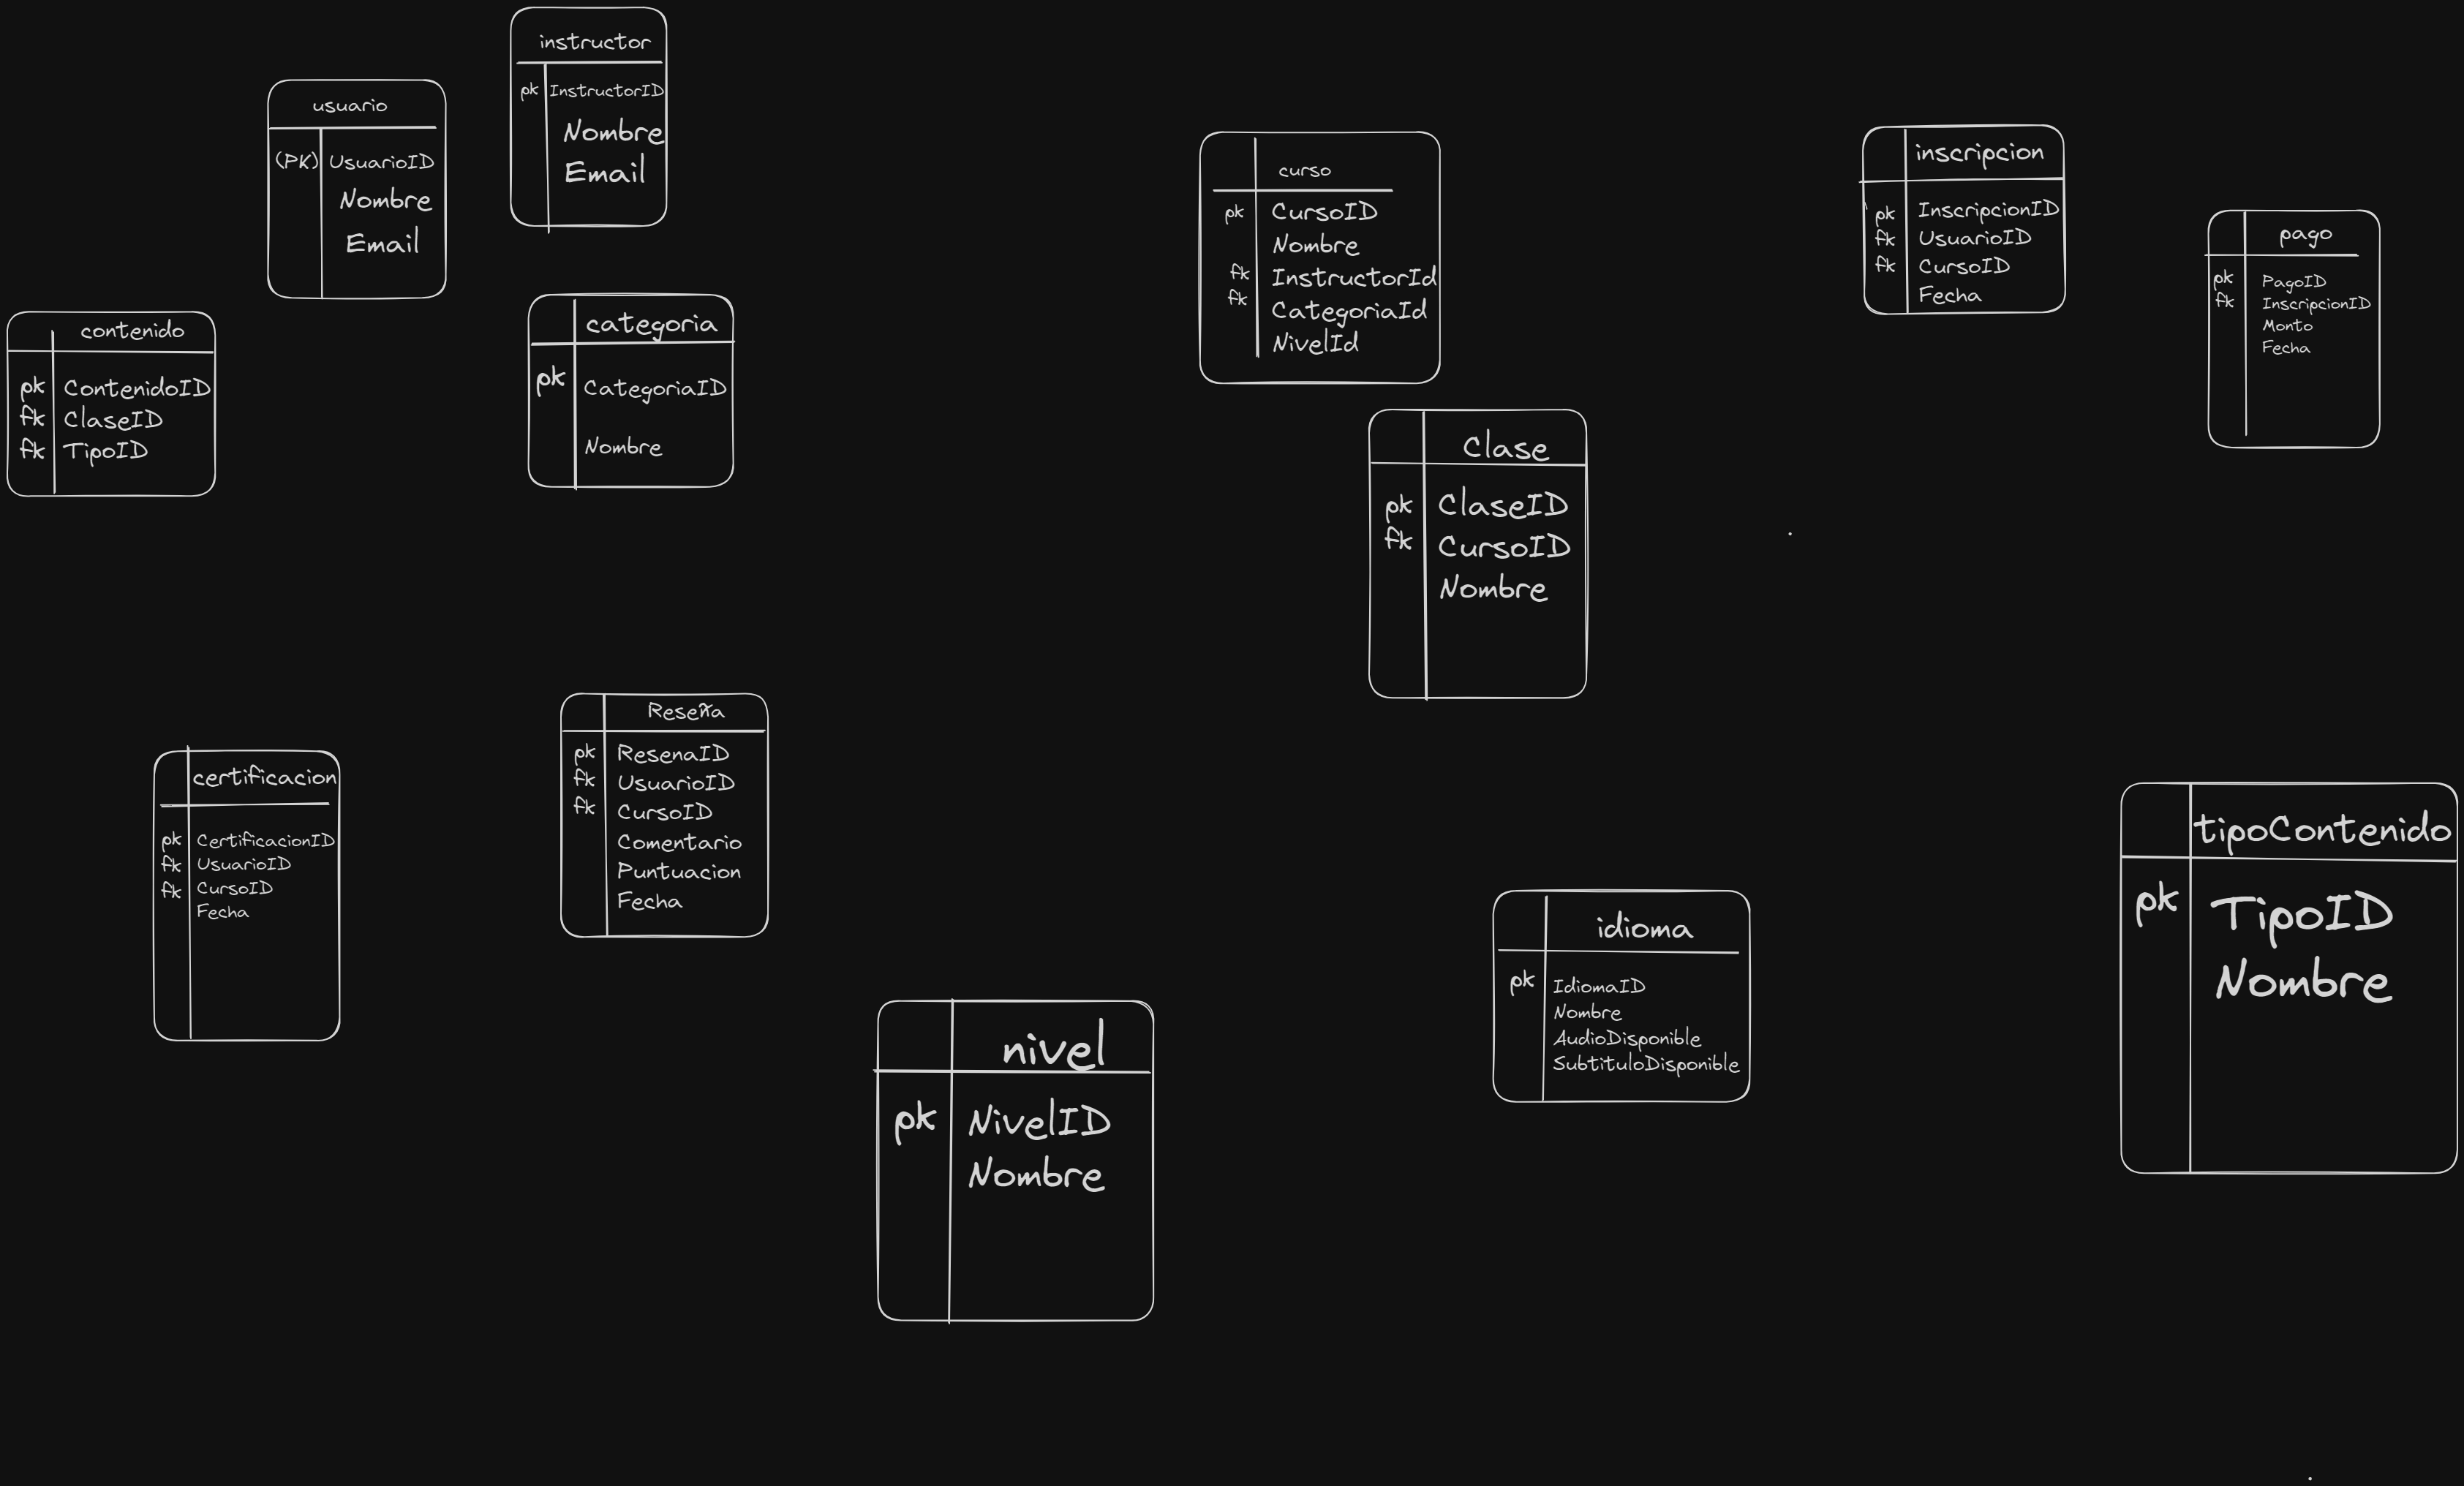 instructor
pk InstructorID
Nombre
Email
usuario
(PK) UsuarioID
Nombre
Email
contenido
pk ContenidoID
fk ClaseID
fk TipoID
categoria
pk CategoriaID
Nombre
curso
pk CursoID
Nombre
fk InstructorId
fk CategoriaId
NivelId
inscripcion
pk InscripcionID
fk UsuarioID
fk CursoID
Fecha
pago
pk PagoID
fk InscripcionID
Monto
Fecha
Clase
pk ClaseID
fk CursoID
Nombre
certificacion
pk CertificacionID
fk UsuarioID
fk CursoID
Fecha
Reseña
pk ResenaID
fk UsuarioID
fk CursoID
Comentario
Puntuacion
Fecha
nivel
pk NivelID
Nombre
idioma
pk IdiomaID
Nombre
AudioDisponible
SubtituloDisponible
tipoContenido
pk TipoID
Nombre